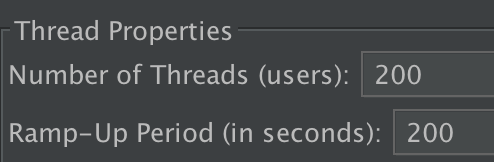 Thread Properties
Number of Threads (users): 200
Ramp-Up Period (in seconds): 200